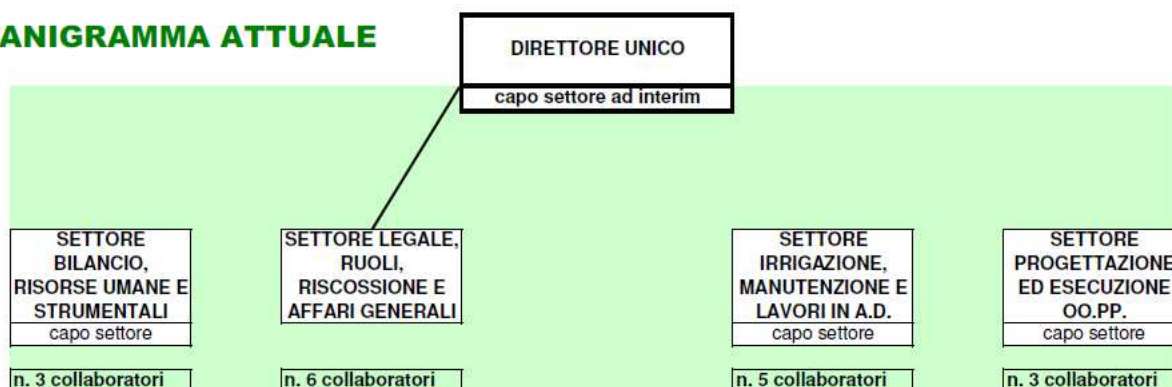 ANIGRAMMA ATTUALE
DIRETTORE UNICO
capo settore ad interim
SETTORE
BILANCIO,
RISORSE UMANE E
STRUMENTALI
capo settore
n. 3 collaboratori
SETTORE LEGALE,
RUOLI,
RISCOSSIONE E
AFFARI GENERALI
n. 6 collaboratori
SETTORE
IRRIGAZIONE,
MANUTENZIONE E
LAVORI IN A.D.
capo settore
n. 5 collaboratori
SETTORE
PROGETTAZIONE
ED ESECUZIONE
OO.PP.
capo settore
n. 3 collaboratori